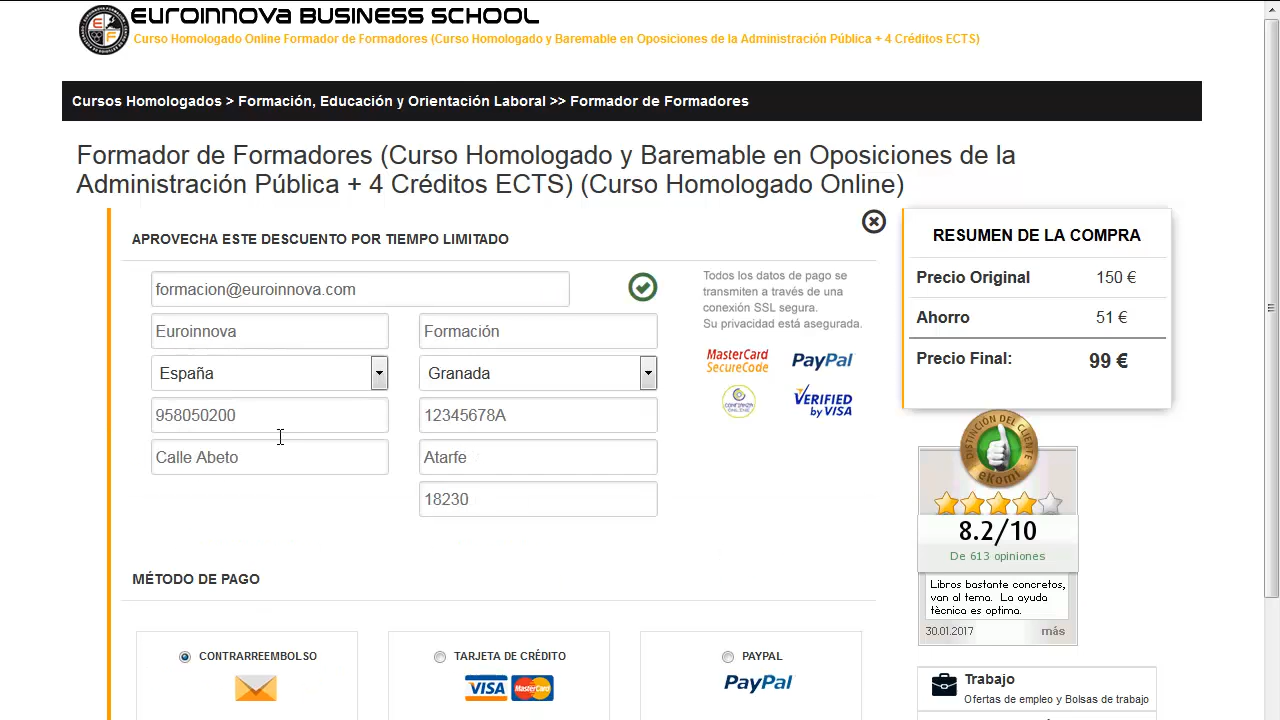 EUROINNOVA BUSINESS SCHOOL
Curso Homologado Online Formador de Formadores (Curso Homologado y Baremable en Oposiciones de la Administración Pública + 4 Créditos ECTS)
Cursos Homologados > Formación, Educación y Orientación Laboral >> Formador de Formadores
Formador de Formadores (Curso Homologado y Baremable en Oposiciones de la
Administración Pública + 4 Créditos ECTS) (Curso Homologado Online)
APROVECHA ESTE DESCUENTO POR TIEMPO LIMITADO
formacion@euroinnova.com
Euroinnova
Formación
España
Granada
958050200
12345678A
Calle Abeto
Atarfe
18230
Todos los datos de pago se
transmiten a través de una
conexión SSL segura.
Su privacidad está asegurada.
MasterCard
SecureCode
PayPal
CONFIANZA
ONLINE
VERIFIED
by VISA
MÉTODO DE PAGO
CONTRARREEMBOLSO
TARJETA DE CRÉDITO
VISA
MasterCard
PAYPAL
PayPal
RESUMEN DE LA COMPRA
Precio Original 150 €
Ahorro 51 €
Precio Final: 99 €
DISTINCIÓN DEL CLIENTE
eKomi
8.2/10
De 613 opiniones
Libros bastante concretos,
van al tema. La ayuda
tècnica es optima.
30.01.2017 más
Trabajo
Ofertas de empleo y Bolsas de trabajo